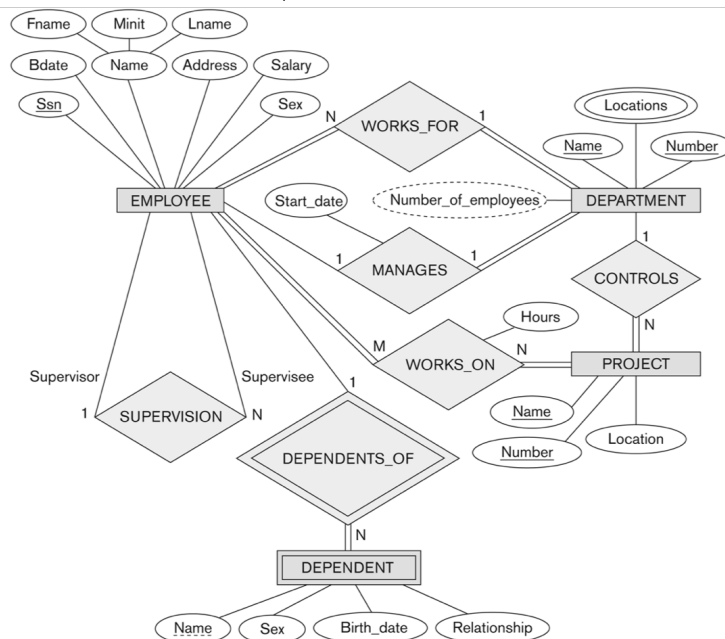 Fname Minit Lname
Bdate Name Address Salary
Ssn Sex
Locations
Name Number
N WORKS_FOR 1
EMPLOYEE Start_date Number_of_employees DEPARTMENT
1 MANAGES 1
1
CONTROLS
N
Hours
M WORKS_ON N PROJECT
Supervisor Supervisee
1 SUPERVISION N
1
Name
Number Location
DEPENDENTS_OF
N
DEPENDENT
Name Sex Birth_date Relationship